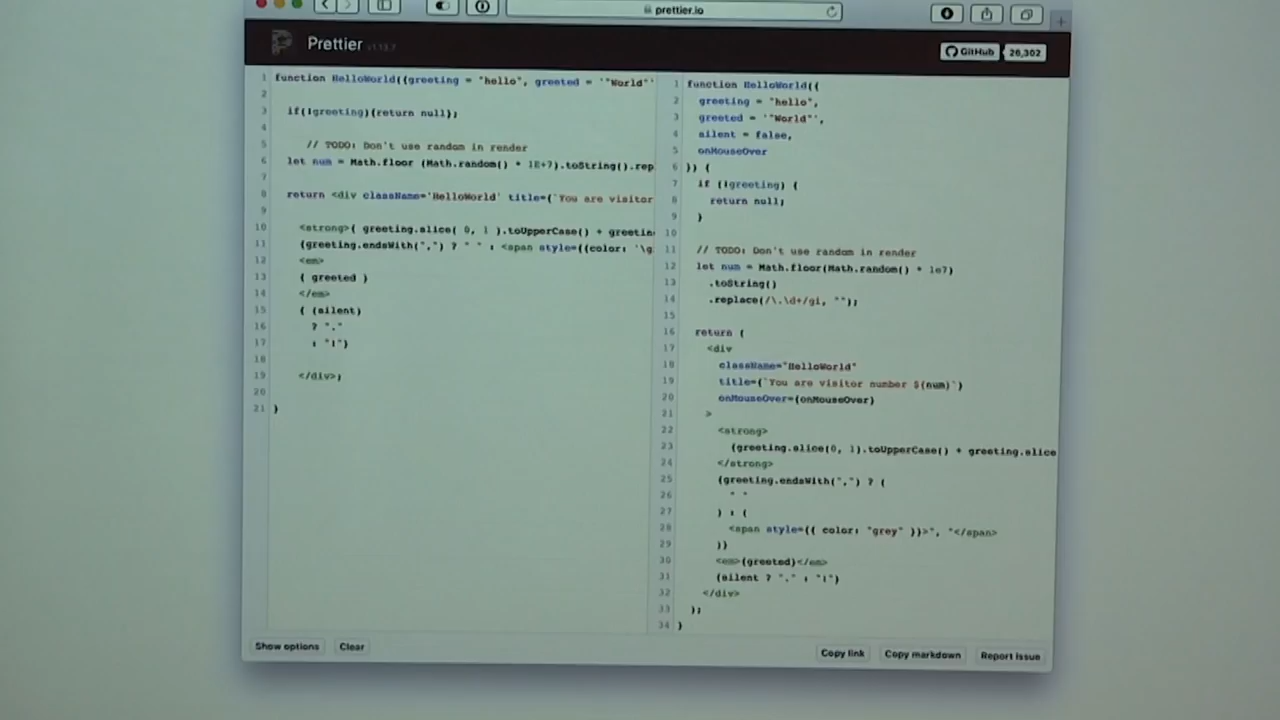 prettier.io
Prettier v1.13.7
GitHub 26,302
1 function HelloWorld({greeting = "hello", greeted = '"World"'
2
3 if(!greeting){return null};
4
5 // TODO: Don't use random in render
6 let num = Math.floor (Math.random() * 1E+7).toString().rep
7
8 return <div className='HelloWorld' title={`You are visitor
9
10 <strong>{ greeting.slice( 0, 1 ).toUpperCase() + greetin
11 {greeting.endsWith(",") ? " " : <span style={{color: '\g
12 <em>
13 { greeted }
14 </em>
15 { (silent)
16 ? "."
17 : "!"}
18
19 </div>;
20
21 }
1 function HelloWorld({
2 greeting = "hello",
3 greeted = '"World"',
4 silent = false,
5 onMouseOver
6 }) {
7 if (!greeting) {
8 return null;
9 }
10
11 // TODO: Don't use random in render
12 let num = Math.floor(Math.random() * 1e7)
13 .toString()
14 .replace(/\.\d+/gi, "");
15
16 return (
17 <div
18 className="HelloWorld"
19 title={`You are visitor number ${num}`}
20 onMouseOver={onMouseOver}
21 >
22 <strong>
23 {greeting.slice(0, 1).toUpperCase() + greeting.slice
24 </strong>
25 {greeting.endsWith(",") ? (
26 " "
27 ) : (
28 <span style={{ color: "grey" }}>", "</span>
29 )}
30 <em>{greeted}</em>
31 {silent ? "." : "!"}
32 </div>
33 );
34 }
Show options Clear
Copy link Copy markdown Report issue